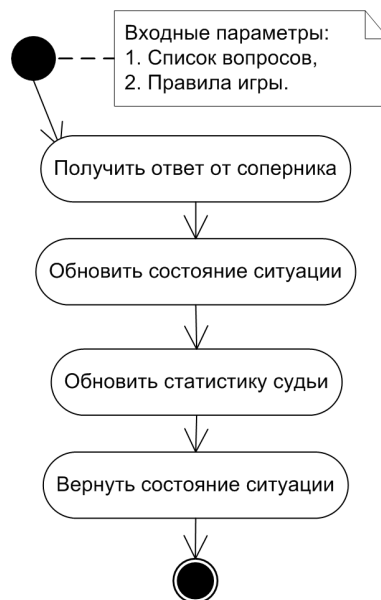 Входные параметры:
1. Список вопросов,
2. Правила игры.
Получить ответ от соперника
Обновить состояние ситуации
Обновить статистику судьи
Вернуть состояние ситуации